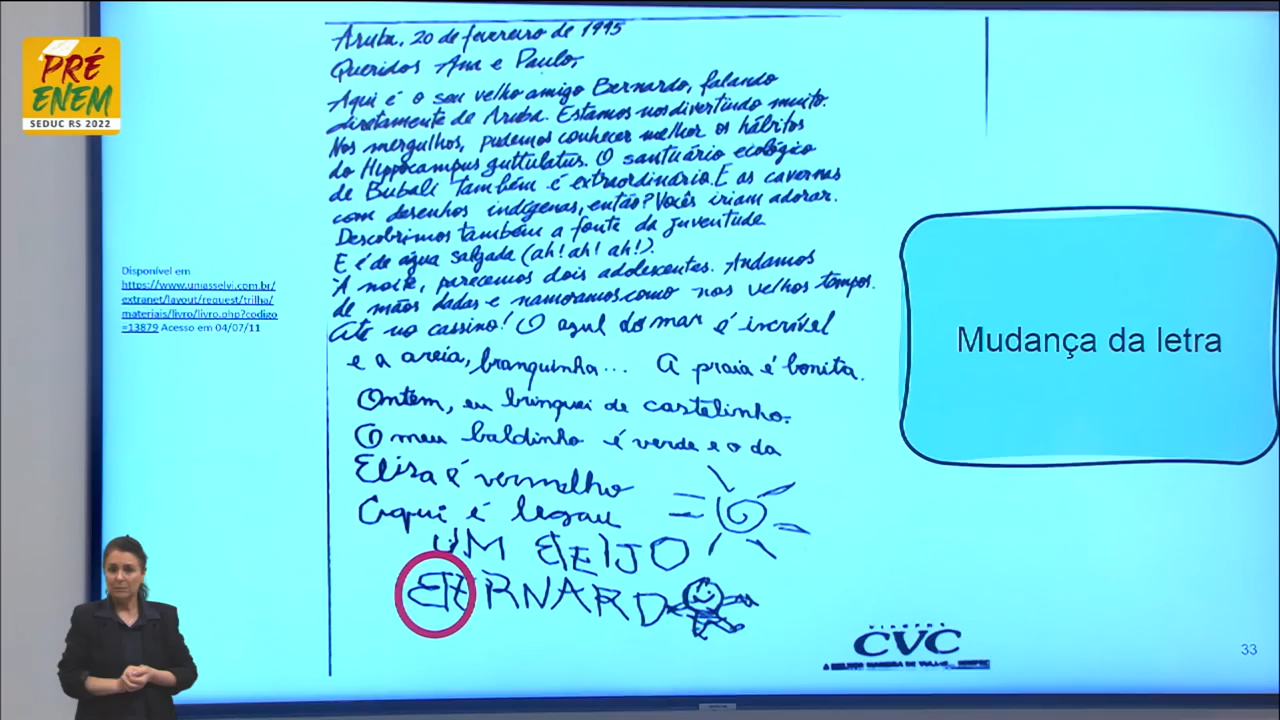 PRÉ
ENEM
SEDUC RS 2022
Aruba, 20 de fevereiro de 1995
Queridos Ana e Paulo,
Aqui é o seu velho amigo Bernardo, falando
diretamente de Aruba. Estamos nos divertindo muito.
Nos mergulhos, pudemos conhecer melhor os hábitos
do Hippocampus guttulatus. O santuário ecológico
de Bubali também é extraordinário. E as cavernas
com desenhos indígenas, então? Vocês iriam adorar.
Descobrimos também a fonte da juventude
E é de água salgada (ah! ah! ah!).
À noite, parecemos dois adolescentes. Andamos
de mãos dadas e namoramos como nos velhos tempos.
Até no cassino! O azul do mar é incrível
e a areia, branquinha... A praia é bonita.
Ontem, eu brinquei de castelinho.
O meu baldinho é verde e o da
Elisa é vermelho
Aqui é legau
UM BEIJO
BERNARDO
Disponível em
https://www.uniasselvi.com.br/
extranet/layout/request/trilha/
materiais/livro/livro.php?codigo
=13879 Acesso em 04/07/11
Mudança da letra
CVC
33